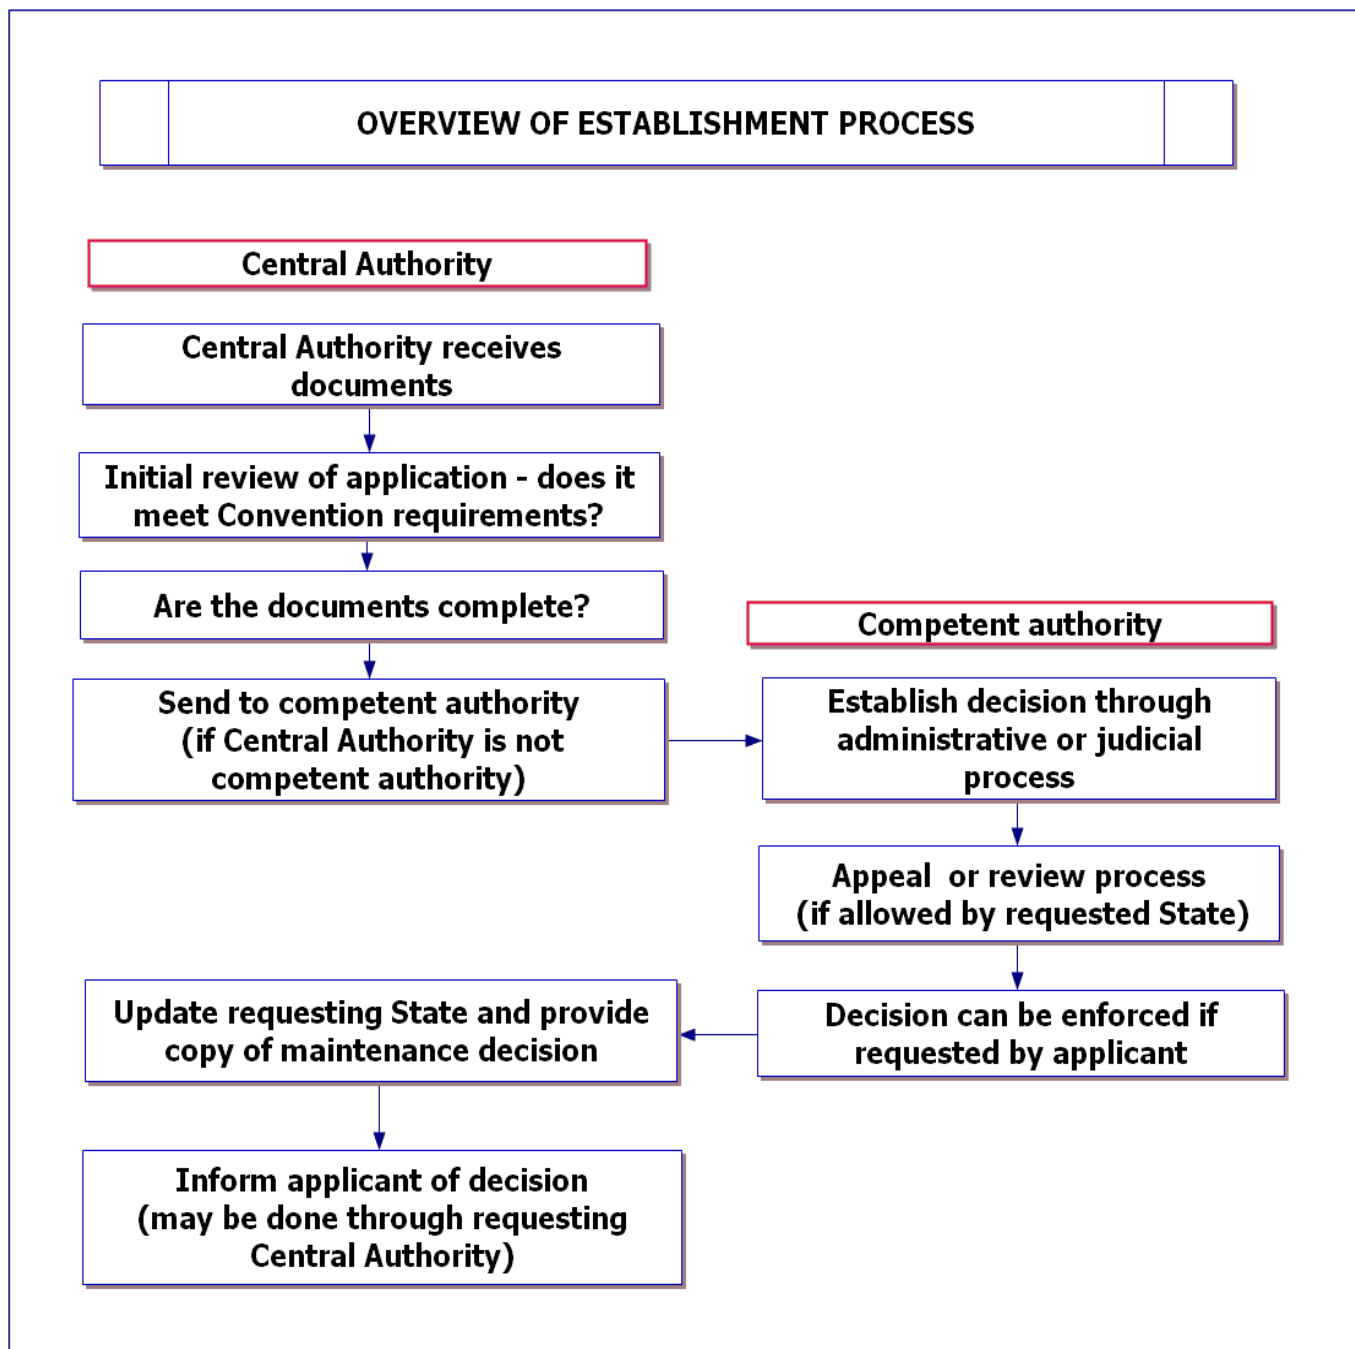 OVERVIEW OF ESTABLISHMENT PROCESS
Central Authority
Central Authority receives
documents
Initial review of application - does it
meet Convention requirements?
Are the documents complete?
Send to competent authority
(if Central Authority is not
competent authority)
Competent authority
Establish decision through
administrative or judicial
process
Appeal  or review process
(if allowed by requested State)
Decision can be enforced if
requested by applicant
Update requesting State and provide
copy of maintenance decision
Inform applicant of decision
(may be done through requesting
Central Authority)